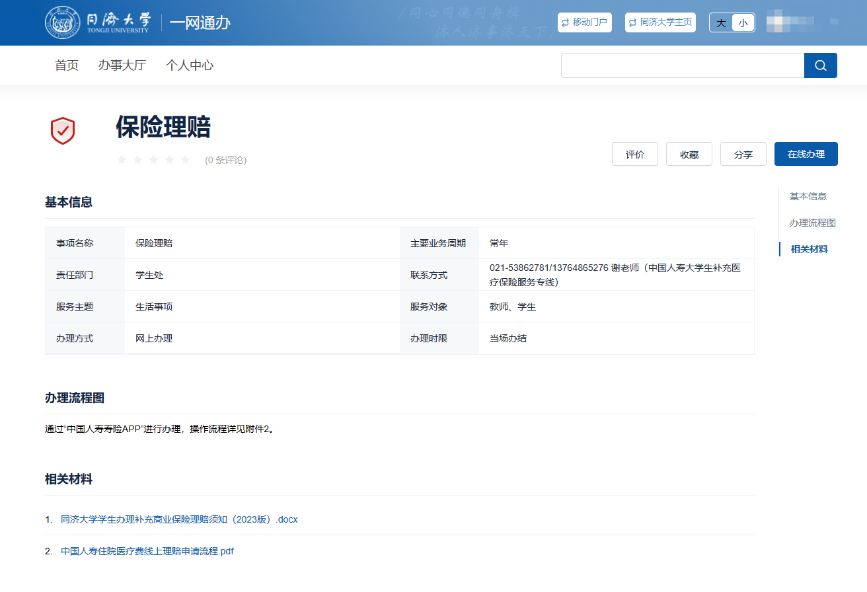 同济大学
TONGJI UNIVERSITY
一网通办
移动门户
同济大学主页
大 小
首页 办事大厅 个人中心
保险理赔
(0 条评论)
评价 收藏 分享 在线办理
基本信息
办理流程图
相关材料
基本信息
事项名称 保险理赔 主要业务周期 常年
责任部门 学生处 联系方式 021-53862781/13764865276 谢老师（中国人寿大学生补充医
疗保险服务专线）
服务主题 生活事项 服务对象 教师、学生
办理方式 网上办理 办理时限 当场办结
办理流程图
通过"中国人寿寿险APP"进行办理，操作流程详见附件2。
相关材料
1. 同济大学学生办理补充商业保险理赔须知（2023版）.docx
2. 中国人寿住院医疗费线上理赔申请流程.pdf